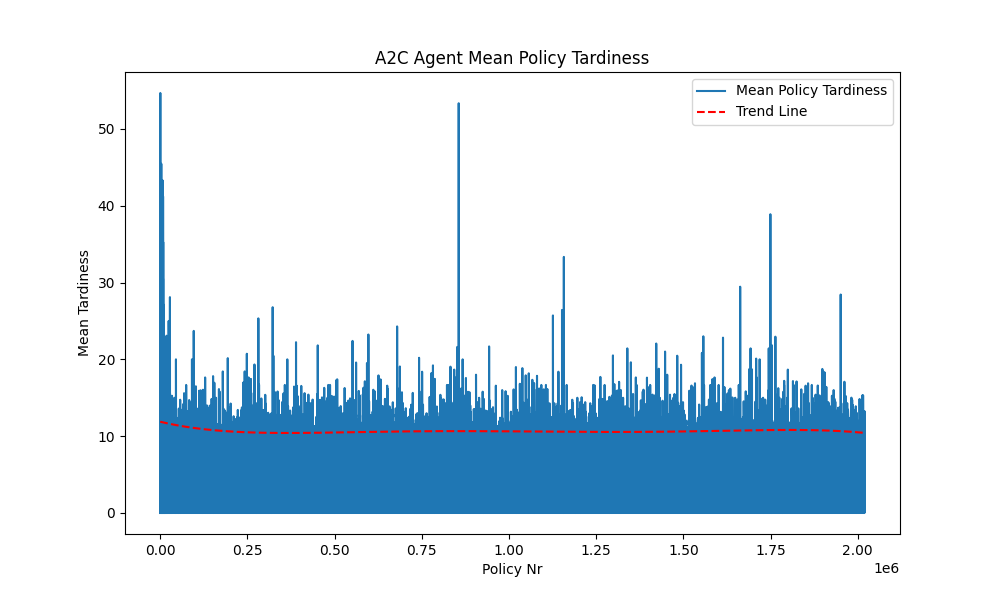 A2C Agent Mean Policy Tardiness
Mean Policy Tardiness
Trend Line
Mean Tardiness
50
40
30
20
10
0
0.00 0.25 0.50 0.75 1.00 1.25 1.50 1.75 2.00
1e6
Policy Nr